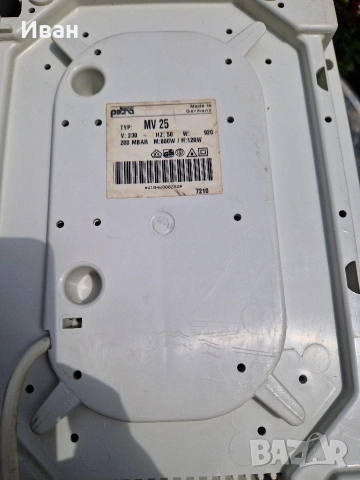 Иван
petra
Made in
Germany
TYP: MV 25
V: 230 ~ HZ: 50 W: 920
200 MBAR M: 800W / H: 120W
7210
BAZAR